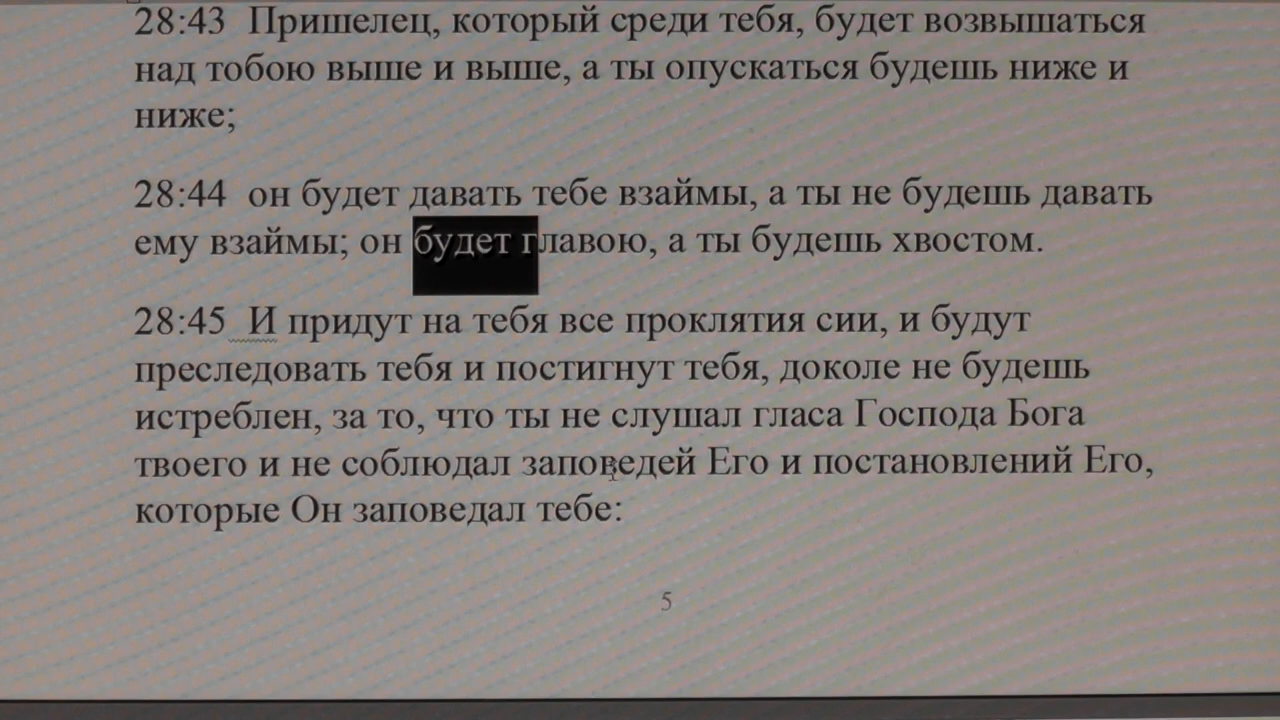 28:43 Пришелец, который среди тебя, будет возвышаться
над тобою выше и выше, а ты опускаться будешь ниже и
ниже;
28:44 он будет давать тебе взаймы, а ты не будешь давать
ему взаймы; он будет главою, а ты будешь хвостом.
28:45 И придут на тебя все проклятия сии, и будут
преследовать тебя и постигнут тебя, доколе не будешь
истреблен, за то, что ты не слушал гласа Господа Бога
твоего и не соблюдал заповедей Его и постановлений Его,
которые Он заповедал тебе:
5